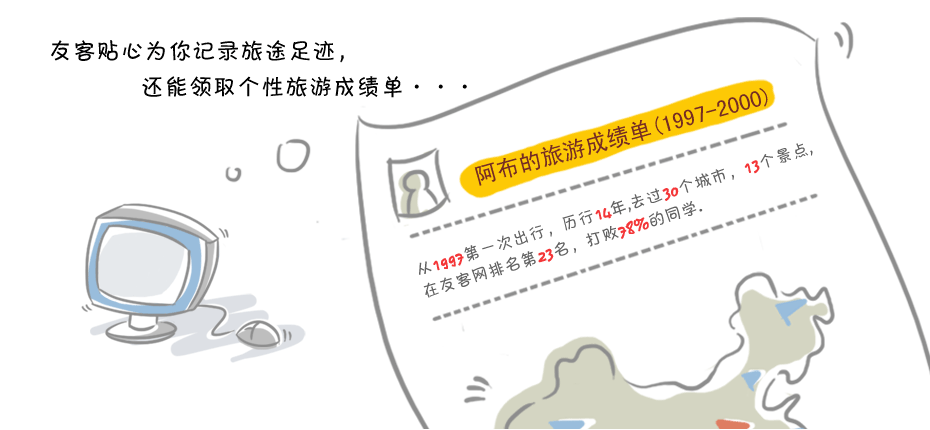 友客贴心为你记录旅途足迹，
还能领取个性旅游成绩单···
阿布的旅游成绩单(1997-2000)
从1997第一次出行，历行14年,去过30个城市，13个景点，
在友客网排名第23名，打败78%的同学.